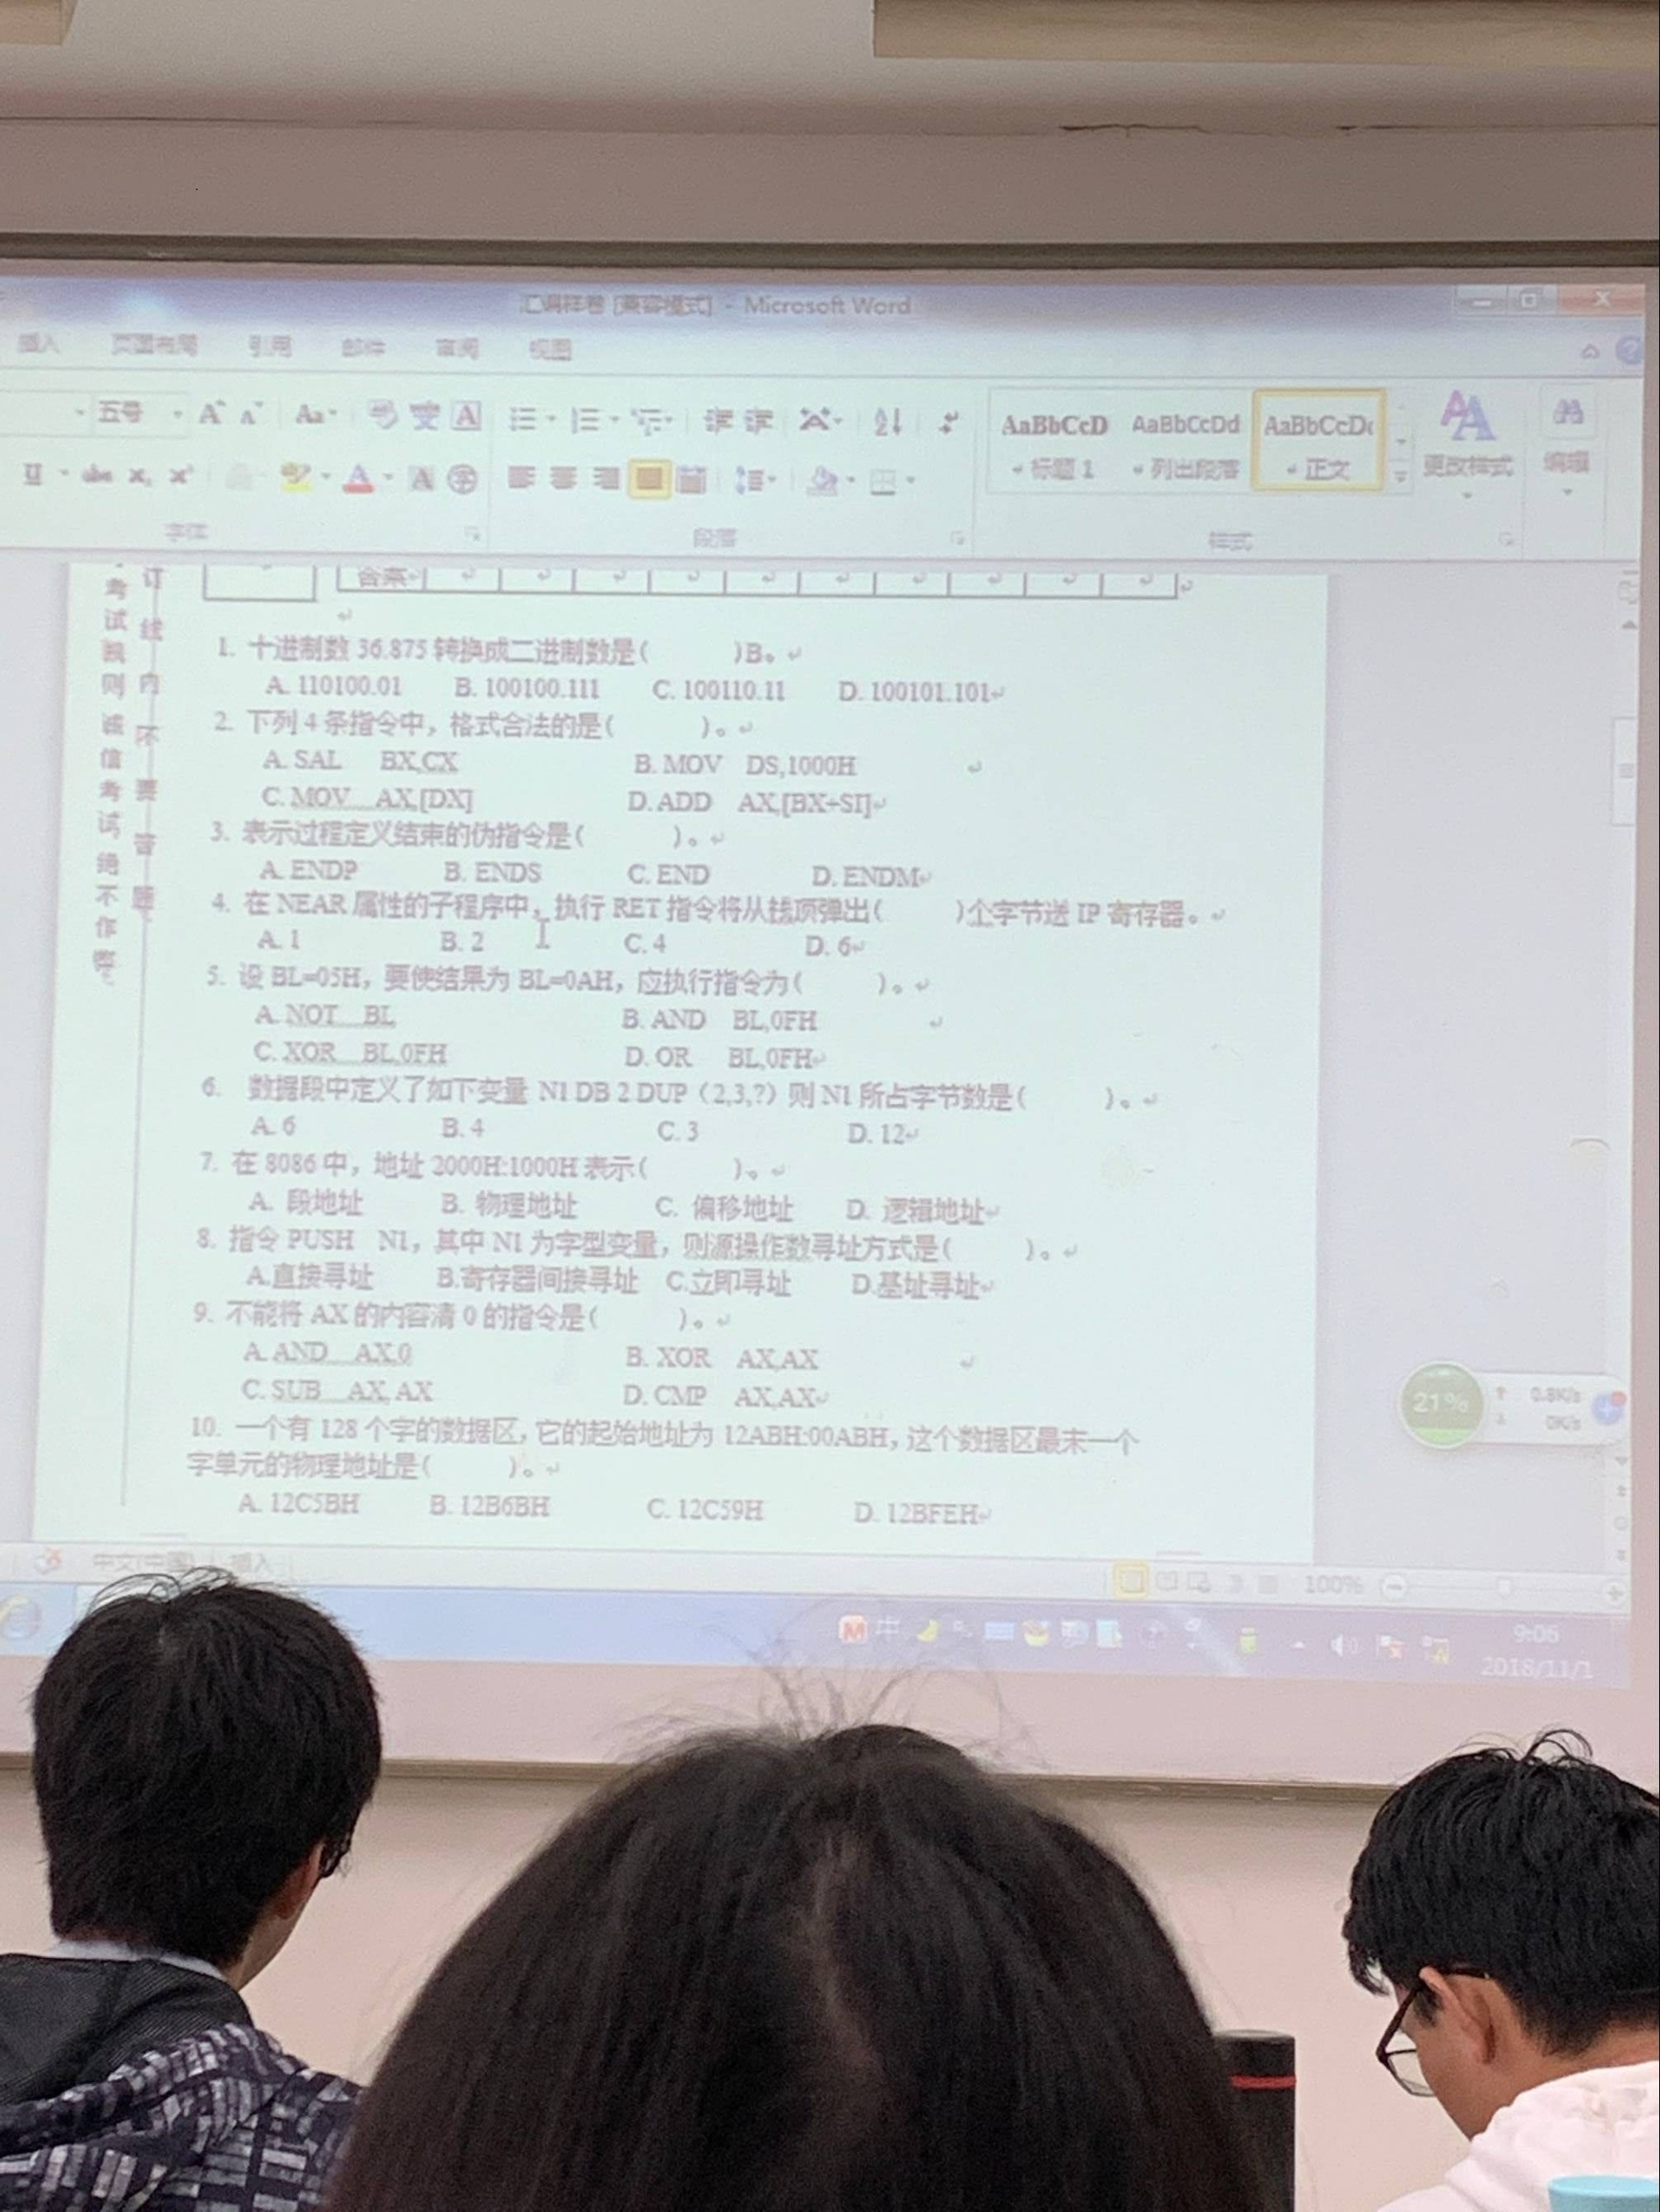 汇编样卷 [兼容模式] - Microsoft Word
插入 页面布局 引用 邮件 审阅 视图
五号 A A Aa 变 A AaBbCcD AaBbCcDd AaBbCcDc
U abc x, x² A A 字 标题 1 列出段落 正文 更改样式 编辑
字体 段落 样式
答案
考试规则 诚信考试 绝不作弊
订线内不要答题
1. 十进制数 36.875 转换成二进制数是( )B。
A. 110100.01 B. 100100.111 C. 100110.11 D. 100101.101
2. 下列 4 条指令中，格式合法的是( )。
A. SAL BX,CX B. MOV DS,1000H
C. MOV AX,[DX] D. ADD AX,[BX+SI]
3. 表示过程定义结束的伪指令是( )。
A. ENDP B. ENDS C. END D. ENDM
4. 在 NEAR 属性的子程序中，执行 RET 指令将从栈顶弹出( )个字节送 IP 寄存器。
A. 1 B. 2 C. 4 D. 6
5. 设 BL=05H，要使结果为 BL=0AH，应执行指令为( )。
A. NOT BL B. AND BL,0FH
C. XOR BL,0FH D. OR BL,0FH
6. 数据段中定义了如下变量 N1 DB 2 DUP（2,3,?）则 N1 所占字节数是( )。
A. 6 B. 4 C. 3 D. 12
7. 在 8086 中，地址 2000H:1000H 表示( )。
A. 段地址 B. 物理地址 C. 偏移地址 D. 逻辑地址
8. 指令 PUSH N1，其中 N1 为字型变量，则源操作数寻址方式是( )。
A.直接寻址 B.寄存器间接寻址 C.立即寻址 D.基址寻址
9. 不能将 AX 的内容清 0 的指令是( )。
A. AND AX,0 B. XOR AX,AX
C. SUB AX, AX D. CMP AX,AX
10. 一个有 128 个字的数据区，它的起始地址为 12ABH:00ABH，这个数据区最末一个
字单元的物理地址是( )。
A. 12C5BH B. 12B6BH C. 12C59H D. 12BFEH
21% 0.8K/s
0K/s
中文(中国) 插入
100%
M 中 9:06
2018/11/1